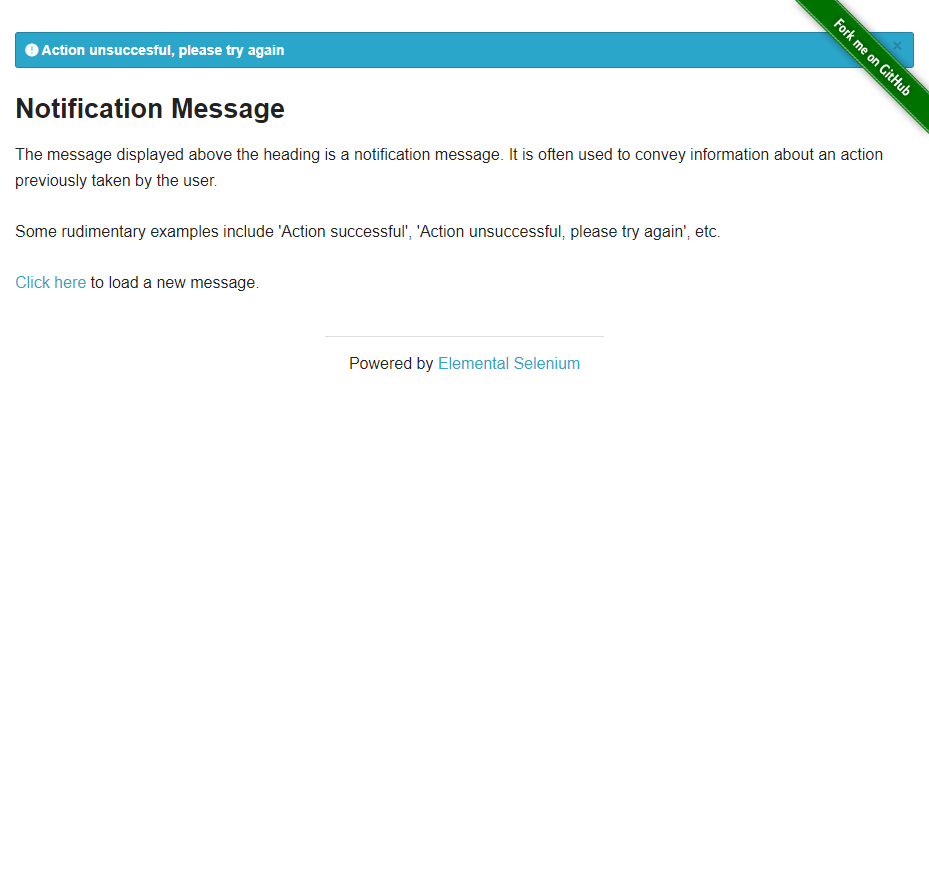 Action unsuccesful, please try again
×
Fork me on GitHub
Notification Message
The message displayed above the heading is a notification message. It is often used to convey information about an action
previously taken by the user.
Some rudimentary examples include 'Action successful', 'Action unsuccessful, please try again', etc.
Click here to load a new message.
Powered by Elemental Selenium